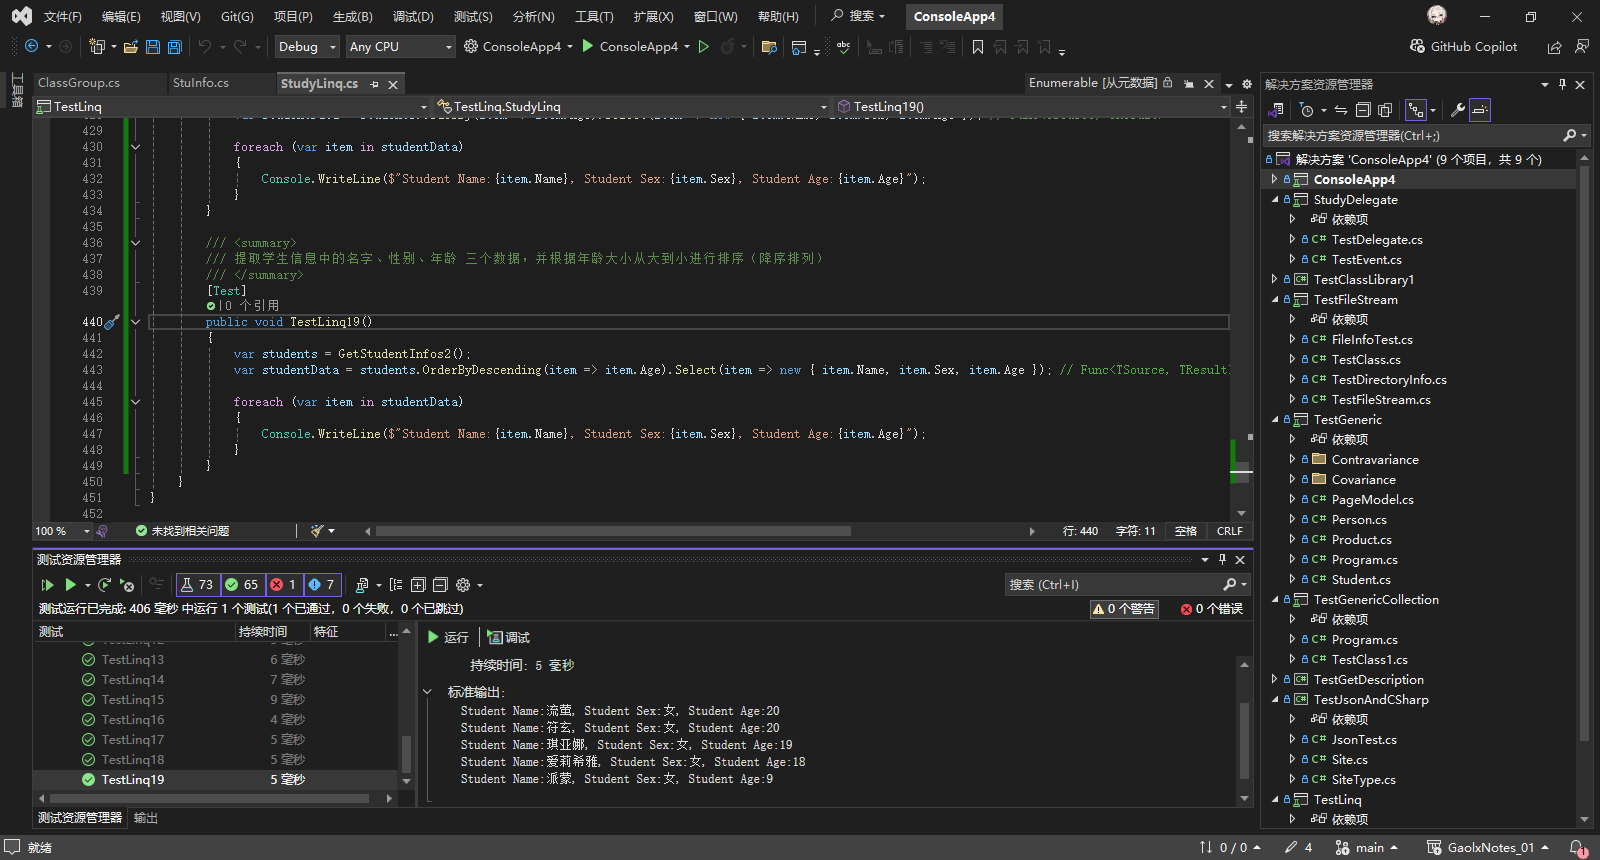 文件(F) 编辑(E) 视图(V) Git(G) 项目(P) 生成(B) 调试(D) 测试(S) 分析(N) 工具(T) 扩展(X) 窗口(W) 帮助(H) 搜索 ConsoleApp4
Debug Any CPU ConsoleApp4 ConsoleApp4 GitHub Copilot
工具箱
ClassGroup.cs StuInfo.cs StudyLinq.cs Enumerable [从元数据]
TestLinq TestLinq.StudyLinq TestLinq19()
429
430 foreach (var item in studentData)
431 {
432 Console.WriteLine($"Student Name:{item.Name}, Student Sex:{item.Sex}, Student Age:{item.Age}");
433 }
434 }
435
436 /// <summary>
437 /// 提取学生信息中的名字、性别、年龄 三个数据，并根据年龄大小从大到小进行排序（降序排列）
438 /// </summary>
439 [Test]
|0 个引用
440 public void TestLinq19()
441 {
442 var students = GetStudentInfos2();
443 var studentData = students.OrderByDescending(item => item.Age).Select(item => new { item.Name, item.Sex, item.Age }); // Func<TSource, TResult
444
445 foreach (var item in studentData)
446 {
447 Console.WriteLine($"Student Name:{item.Name}, Student Sex:{item.Sex}, Student Age:{item.Age}");
448 }
449 }
450 }
451 }
452
100 % 未找到相关问题 行: 440 字符: 11 空格 CRLF
测试资源管理器
73 65 1 7 搜索 (Ctrl+I)
测试运行已完成: 406 毫秒 中运行 1 个测试(1 个已通过，0 个失败，0 个已跳过) 0 个警告 0 个错误
测试 持续时间 特征 ...
TestLinq13 6 毫秒
TestLinq14 7 毫秒
TestLinq15 9 毫秒
TestLinq16 4 毫秒
TestLinq17 5 毫秒
TestLinq18 5 毫秒
TestLinq19 5 毫秒
运行 调试
持续时间: 5 毫秒
标准输出:
Student Name:流萤, Student Sex:女, Student Age:20
Student Name:符玄, Student Sex:女, Student Age:20
Student Name:琪亚娜, Student Sex:女, Student Age:19
Student Name:爱莉希雅, Student Sex:女, Student Age:18
Student Name:派蒙, Student Sex:女, Student Age:9
测试资源管理器 输出
解决方案资源管理器
搜索解决方案资源管理器(Ctrl+;)
解决方案 'ConsoleApp4' (9 个项目，共 9 个)
ConsoleApp4
StudyDelegate
依赖项
C# TestDelegate.cs
C# TestEvent.cs
C# TestClassLibrary1
TestFileStream
依赖项
C# FileInfoTest.cs
C# TestClass.cs
C# TestDirectoryInfo.cs
C# TestFileStream.cs
TestGeneric
依赖项
Contravariance
Covariance
C# PageModel.cs
C# Person.cs
C# Product.cs
C# Program.cs
C# Student.cs
TestGenericCollection
依赖项
C# Program.cs
C# TestClass1.cs
C# TestGetDescription
C# TestJsonAndCSharp
依赖项
C# JsonTest.cs
C# Site.cs
C# SiteType.cs
TestLinq
依赖项
就绪 0 / 0 4 main GaolxNotes_01 1